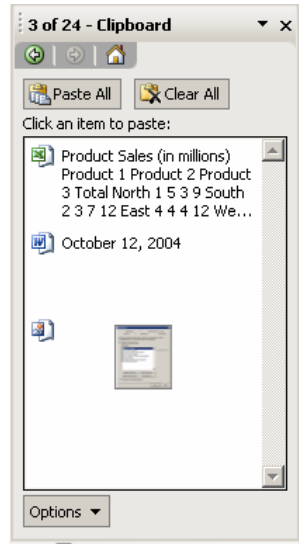 3 of 24 - Clipboard
Paste All Clear All
Click an item to paste:
Product Sales (in millions)
Product 1 Product 2 Product
3 Total North 1 5 3 9 South
2 3 7 12 East 4 4 4 12 We...
October 12, 2004
Options